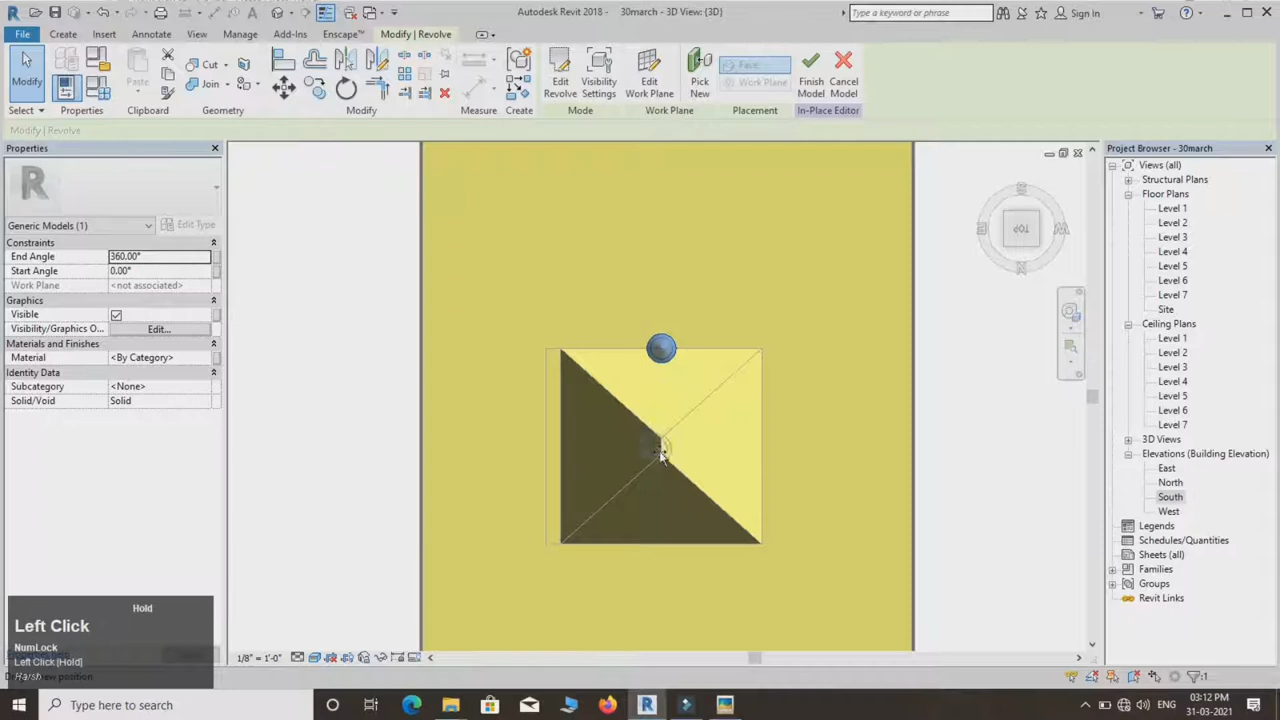 Autodesk Revit 2018 - 30march - 3D View: {3D}
Type a keyword or phrase
Sign In
File Create Insert Annotate View Manage Add-Ins Enscape™ Modify | Revolve
Modify
Paste
Cut
Join
Edit Revolve
Visibility Settings
Edit Work Plane
Pick New
Face
Work Plane
Finish Model
Cancel Model
Select Properties Clipboard Geometry Modify Measure Create Mode Work Plane Placement In-Place Editor
Modify | Revolve
Properties
Generic Models (1)
Edit Type
Constraints
End Angle 360.00°
Start Angle 0.00°
Work Plane <not associated>
Graphics
Visible
Visibility/Graphics O... Edit...
Materials and Finishes
Material <By Category>
Identity Data
Subcategory <None>
Solid/Void Solid
Hold
Left Click
NumLock
Left Click [Hold]
Harsh
TOP
S
E
W
N
1/8" = 1'-0"
Project Browser - 30march
Views (all)
Structural Plans
Floor Plans
Level 1
Level 2
Level 3
Level 4
Level 5
Level 6
Level 7
Site
Ceiling Plans
Level 1
Level 2
Level 3
Level 4
Level 5
Level 6
Level 7
3D Views
Elevations (Building Elevation)
East
North
South
West
Legends
Schedules/Quantities
Sheets (all)
Families
Groups
Revit Links
:1
Type here to search
ENG
03:12 PM
31-03-2021